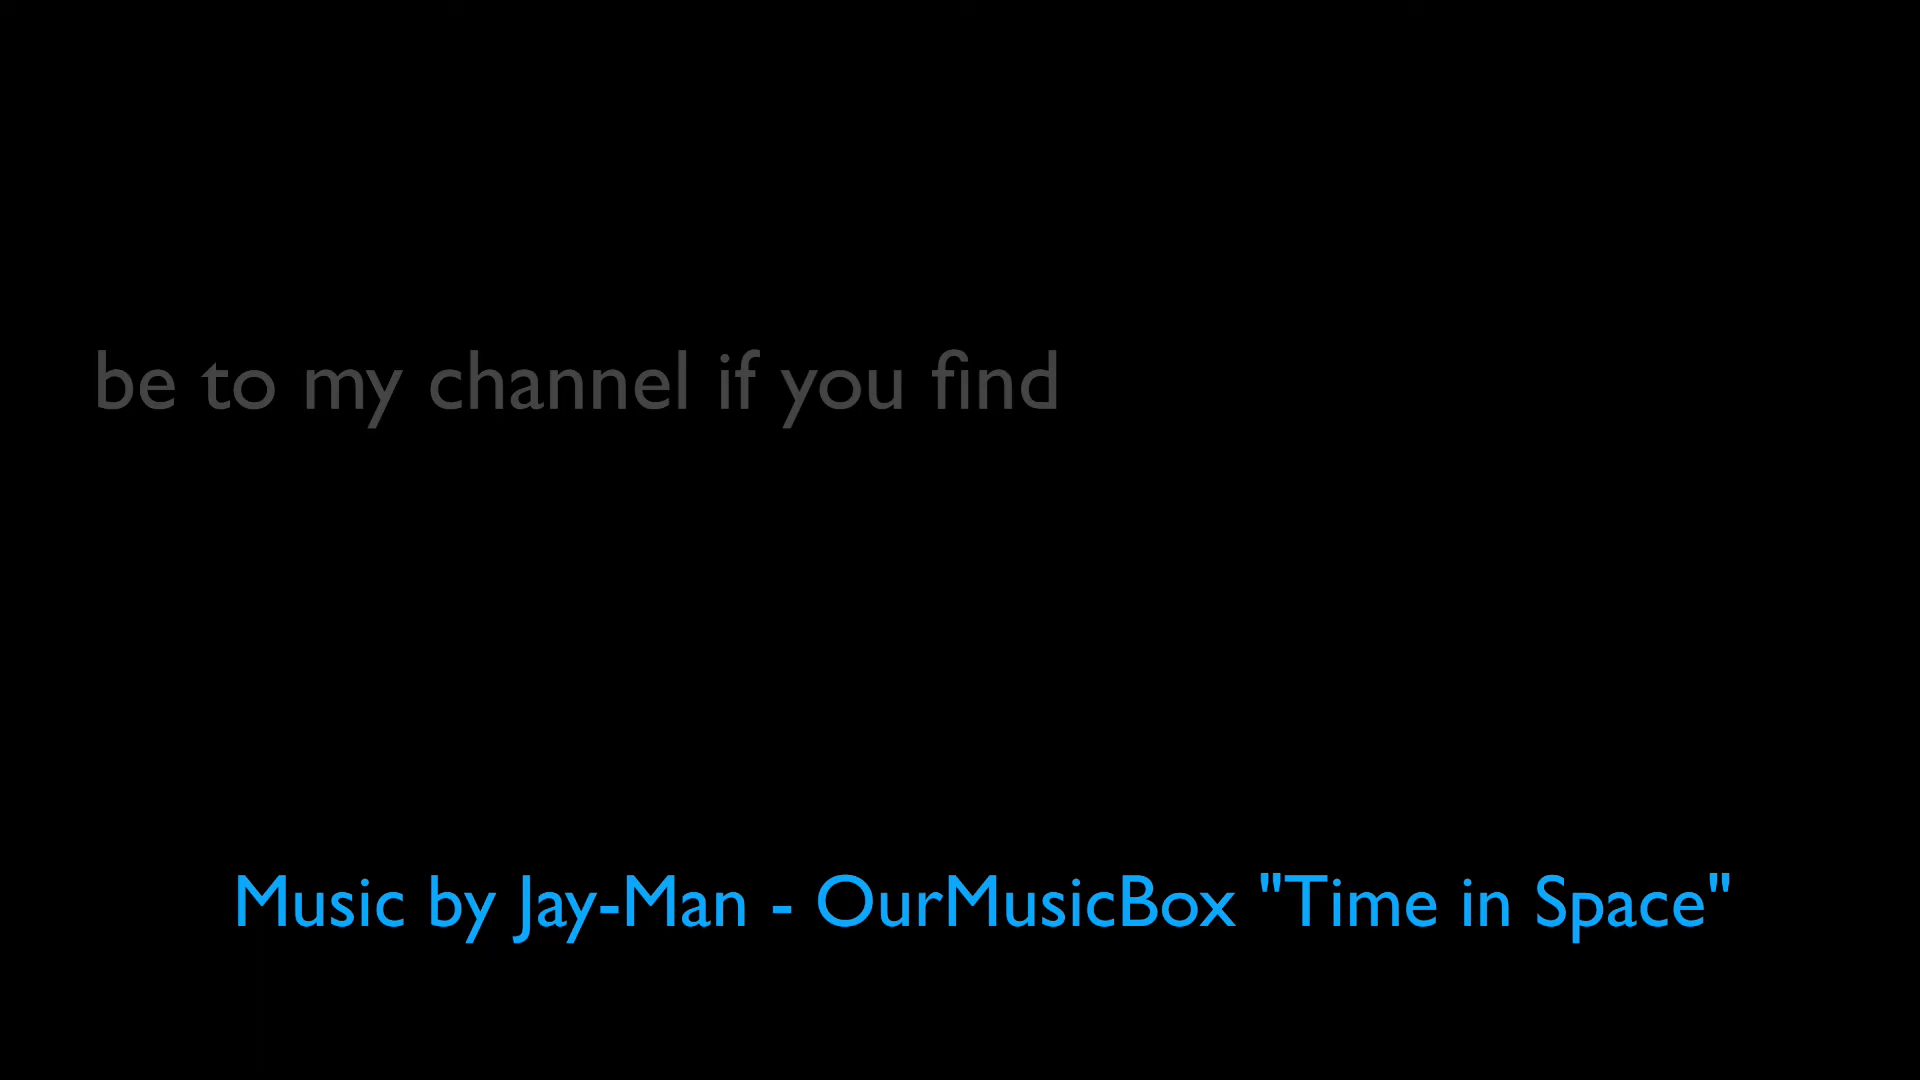 be to my channel if you find
Music by Jay-Man - OurMusicBox "Time in Space"